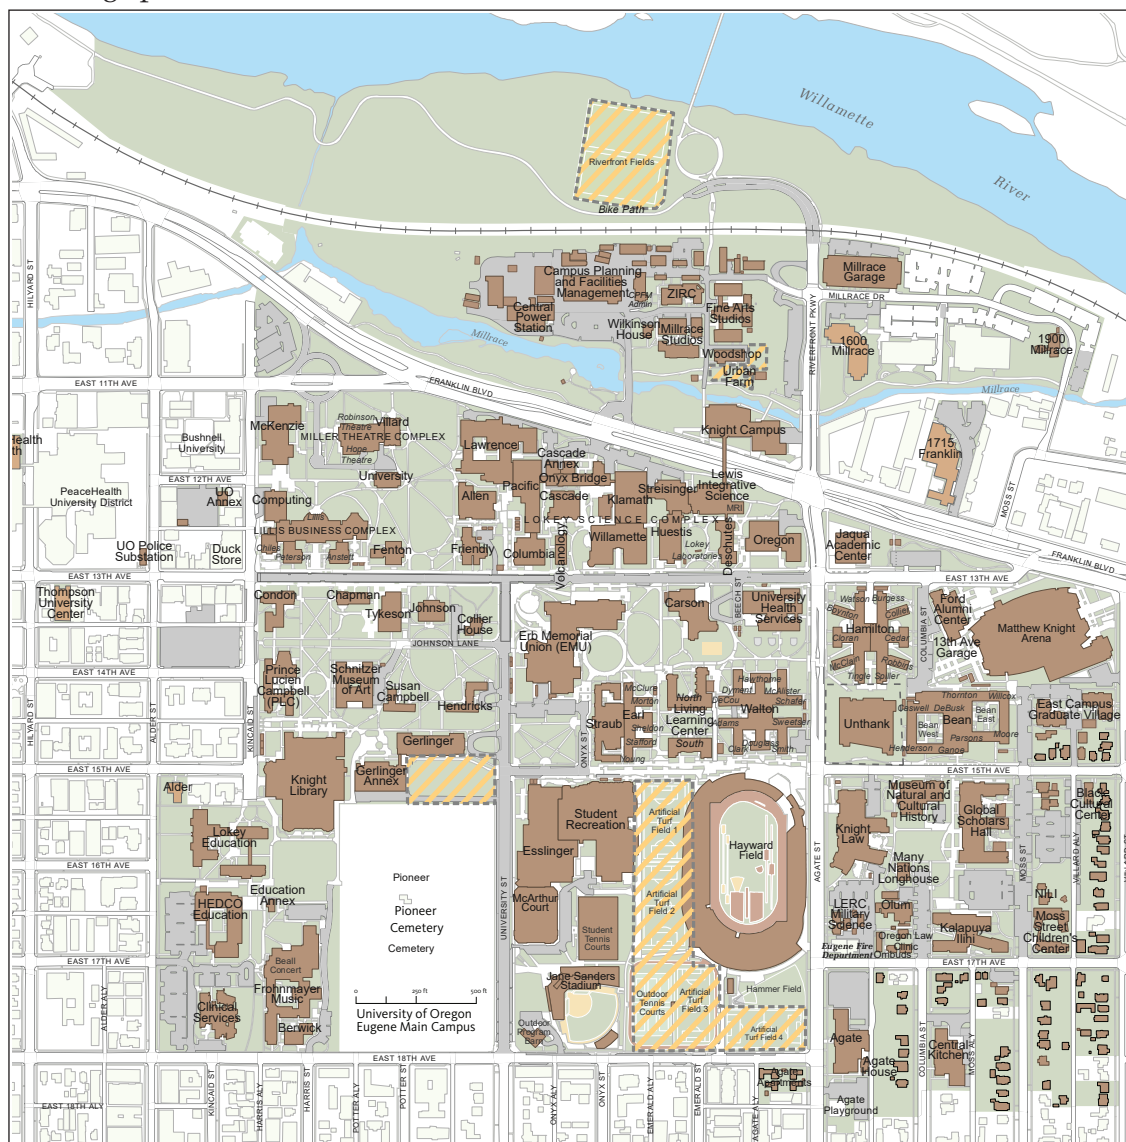 Willamette
River
Riverfront Fields
Bike Path
HILYARD ST
Campus Planning
and Facilities
Management
CPFM
Admin
ZIRC
Central
Power
Station
Fine Arts
Studios
Wilkinson
House
Millrace
Studios
Millrace
Garage
MILLRACE DR
RIVERFRONT PKWY
1600
Millrace
1900
Millrace
Millrace
Woodshop
Urban
Farm
Millrace
EAST 11TH AVE
FRANKLIN BLVD
McKenzie
Robinson
Theatre
Villard
MILLER THEATRE COMPLEX
Hope
Theatre
Lawrence
Knight Campus
Bushnell
University
Health
th
PeaceHealth
University District
University
Cascade
Annex
Onyx Bridge
Pacific
Cascade
Allen
Klamath
Streisinger
Lewis
Integrative
Science
MRI
1715
Franklin
MOSS ST
EAST 12TH AVE
UO
Annex
Computing
Lillis
LILLIS BUSINESS COMPLEX
Chiles
Peterson
Anstett
Fenton
Friendly
Columbia
Volcanology
LOKEY SCIENCE COMPLEX
Willamette
Huestis
Lokey
Laboratories
Deschutes
Oregon
Jaqua
Academic
Center
UO Police
Substation
Duck
Store
FRANKLIN BLVD
EAST 13TH AVE
EAST 13TH AVE
Thompson
University
Center
Condon
Chapman
Tykeson
Johnson
Collier
House
JOHNSON LANE
Erb Memorial
Union (EMU)
Carson
BEECH ST
University
Health
Services
Watson
Burgess
Boynton
Collier
Hamilton
Cloran
Cedar
McClain
Robbins
Tingle
Spiller
COLUMBIA ST
Ford
Alumni
Center
13th Ave
Garage
Matthew Knight
Arena
EAST 14TH AVE
Prince
Lucien
Campbell
(PLC)
Schnitzer
Museum
of Art
Susan
Campbell
Hendricks
HILYARD ST
ALDER ST
KINCAID ST
McClure
Morton
Straub
Earl
Sheldon
Stafford
Young
ONYX ST
North
Living
Learning
Center
South
Hawthorne
Dyment
DeCou
McAlister
Schafer
Walton
Adams
Sweetser
Douglass
Clark
Smith
Unthank
Thornton
Willcox
Caswell
DeBusk
Bean
Bean
East
Bean
West
Parsons
Moore
Henderson
Ganoe
East Campus
Graduate Village
Gerlinger
Gerlinger
Annex
EAST 15TH AVE
EAST 15TH AVE
Alder
Knight
Library
Lokey
Education
Student
Recreation
Esslinger
Artificial
Turf
Field 1
Hayward
Field
Museum of
Natural and
Cultural
History
Knight
Law
Global
Scholars
Hall
Black
Cultural
Center
EAST 16TH AVE
Many
Nations
Longhouse
AGATE ST
MOSS ST
VILLARD ALY
Pioneer
Pioneer
Cemetery
Cemetery
UNIVERSITY ST
HEDCO
Education
Education
Annex
McArthur
Court
Artificial
Turf
Field 2
Student
Tennis
Courts
LERC
Military
Science
Olum
NILI
Oregon Law
Clinic
Ombuds
Kalapuya
Ilihi
Moss
Street
Children's
Center
Eugene Fire
Department
EAST 17TH AVE
EAST 17TH AVE
Beall
Concert
Frohnmayer
Music
Clinical
Services
Berwick
ALDER ALY
0
250 ft
500 ft
University of Oregon
Eugene Main Campus
Jane Sanders
Stadium
Outdoor
Program
Barn
Outdoor
Tennis
Courts
Artificial
Turf
Field 3
Hammer Field
Artificial
Turf Field 4
Agate
Agate
House
Central
Kitchen
COLUMBIA ST
MOSS ALY
EAST 18TH AVE
Agate
Apartments
Agate
Playground
EAST 18TH ALY
KINCAID ST
HARRIS ALY
HARRIS ST
POTTER ALY
POTTER ST
ONYX ALY
ONYX ST
EMERALD ALY
EMERALD ST
AGATE ALY